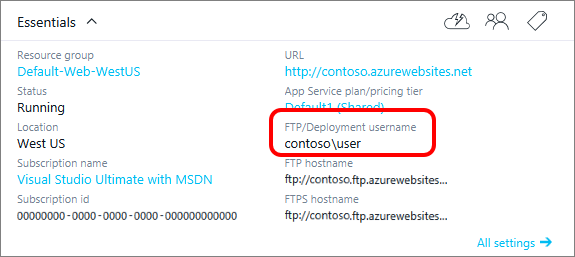 Essentials
Resource group
Default-Web-WestUS
Status
Running
Location
West US
Subscription name
Visual Studio Ultimate with MSDN
Subscription id
00000000-0000-0000-0000-000000000000
URL
http://contoso.azurewebsites.net
App Service plan/pricing tier
Default1 (Shared)
FTP/Deployment username
contoso\user
FTP hostname
ftp://contoso.ftp.azurewebsites...
FTPS hostname
ftp://contoso.ftp.azurewebsites...
All settings →